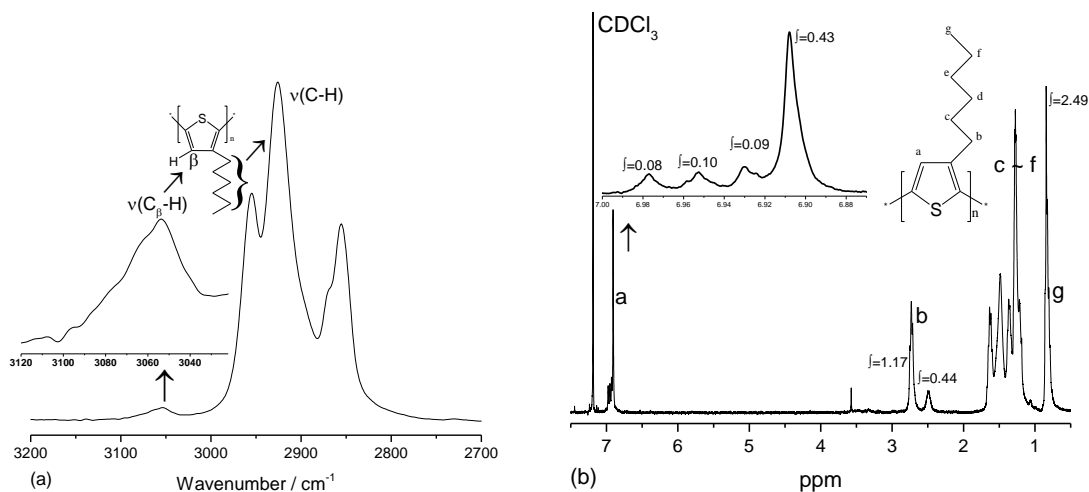 ν(C-H)
S
n
*
*
H
β
ν(Cβ-H)
3120 3100 3080 3060 3040
3200 3100 3000 2900 2800 2700
(a)
Wavenumber / cm-1
(b)
CDCl3
∫=0.43
∫=0.08
∫=0.10
∫=0.09
7.00 6.98 6.96 6.94 6.92 6.90 6.88
g
f
e
d
c
b
a
S
n
*
*
∫=2.49
c ~ f
a
b
g
∫=1.17
∫=0.44
7 6 5 4 3 2 1
ppm